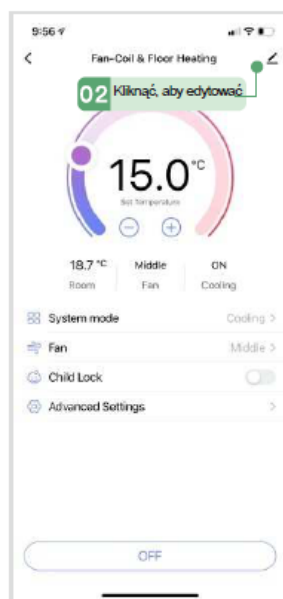 9:56
Fan-Coil & Floor Heating
02 Kliknąć, aby edytować
15.0 °C
Set Temperature
18.7 °C Middle ON
Room Fan Cooling
System mode Cooling >
Fan Middle >
Child Lock
Advanced Settings >
OFF